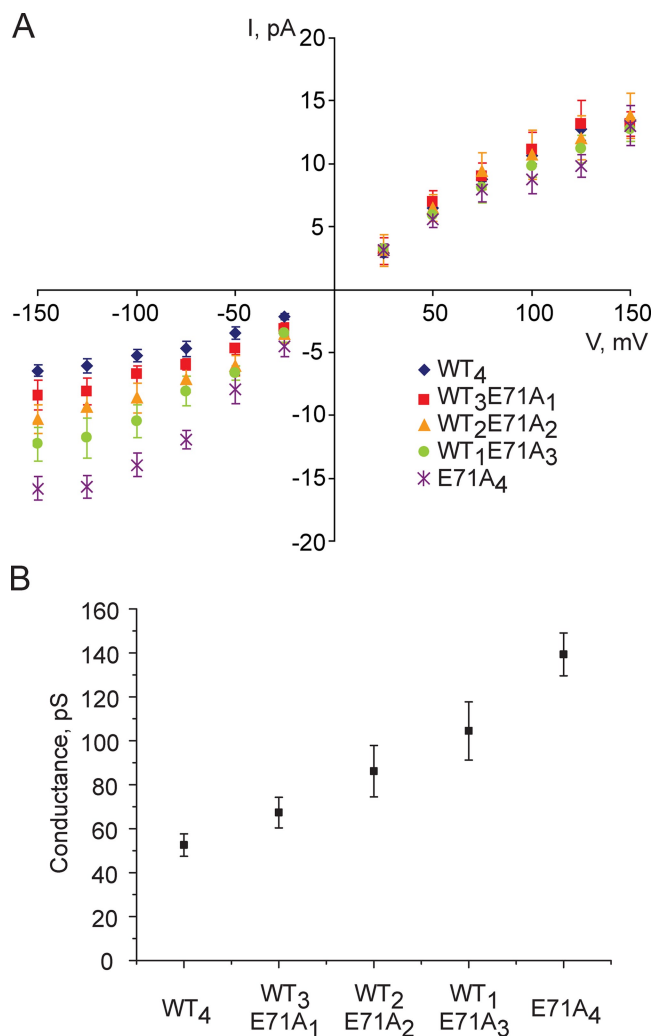 A
I, pA
20
15
10
5
-150
-100
-50
50
100
150
V, mV
-5
-10
-15
-20
WT4
WT3E71A1
WT2E71A2
WT1E71A3
E71A4
B
Conductance, pS
160
140
120
100
80
60
40
20
0
WT4
WT3 E71A1
WT2 E71A2
WT1 E71A3
E71A4